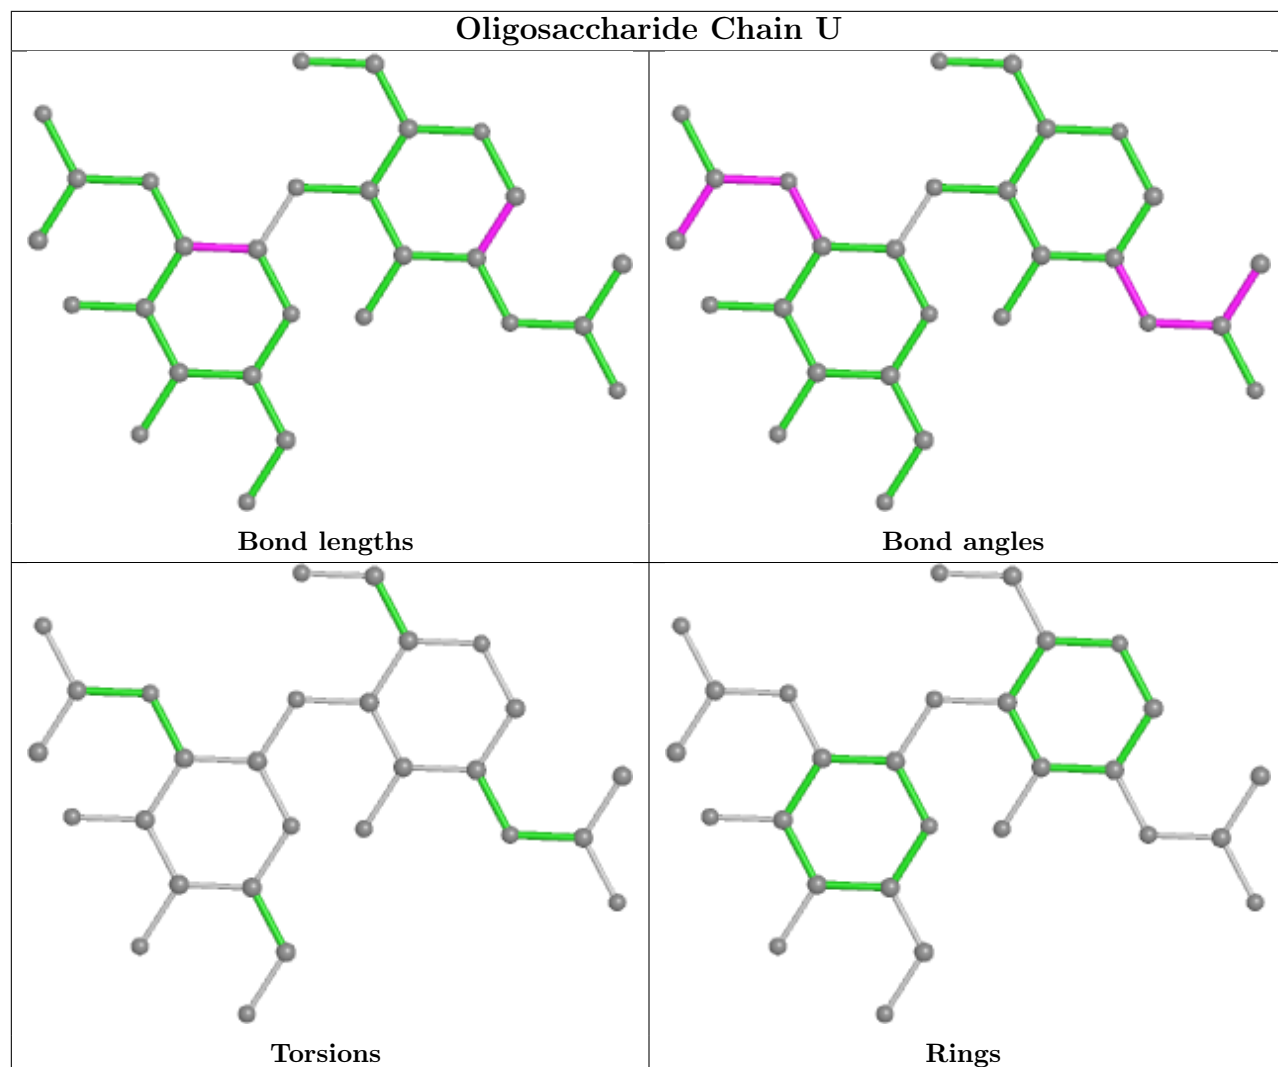 Oligosaccharide Chain U
Bond lengths
Bond angles
Torsions
Rings